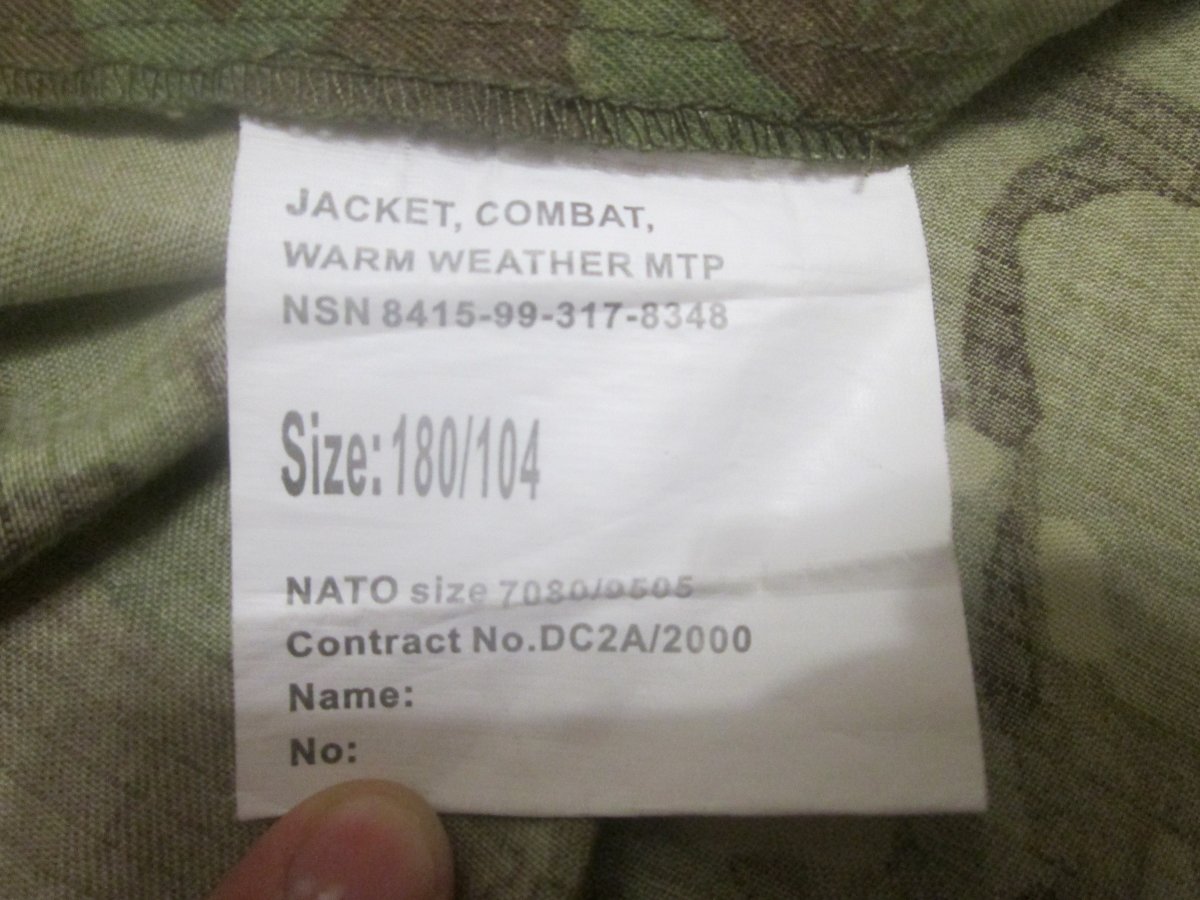 JACKET, COMBAT,
WARM WEATHER MTP
NSN 8415-99-317-8348
Size: 180/104
NATO size 7080/0505
Contract No.DC2A/2000
Name:
No: